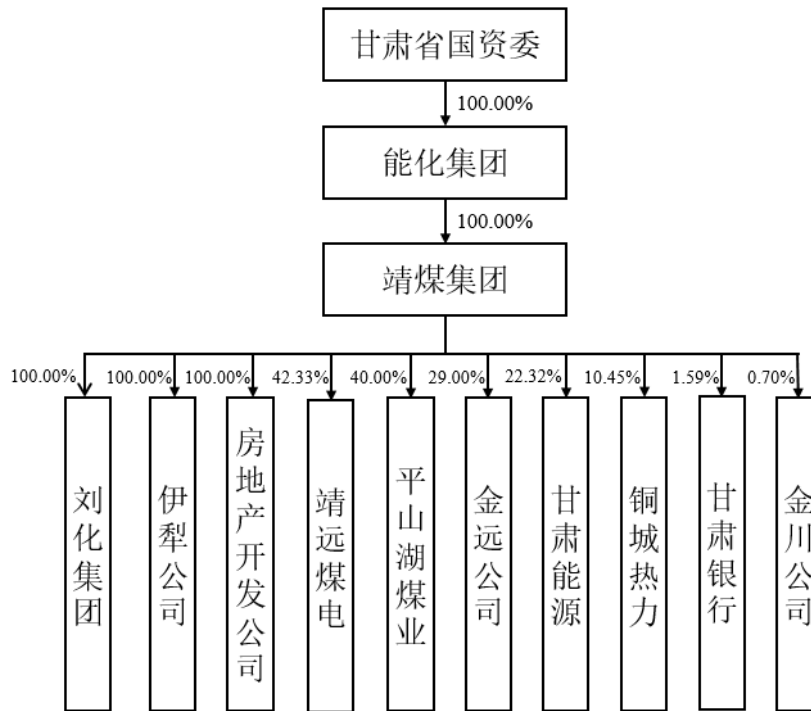 甘肃省国资委
100.00%
能化集团
100.00%
靖煤集团
100.00%
100.00%
100.00%
42.33%
40.00%
29.00%
22.32%
10.45%
1.59%
0.70%
刘化集团
伊犁公司
房地产开发公司
靖远煤电
平山湖煤业
金远公司
甘肃能源
铜城热力
甘肃银行
金川公司